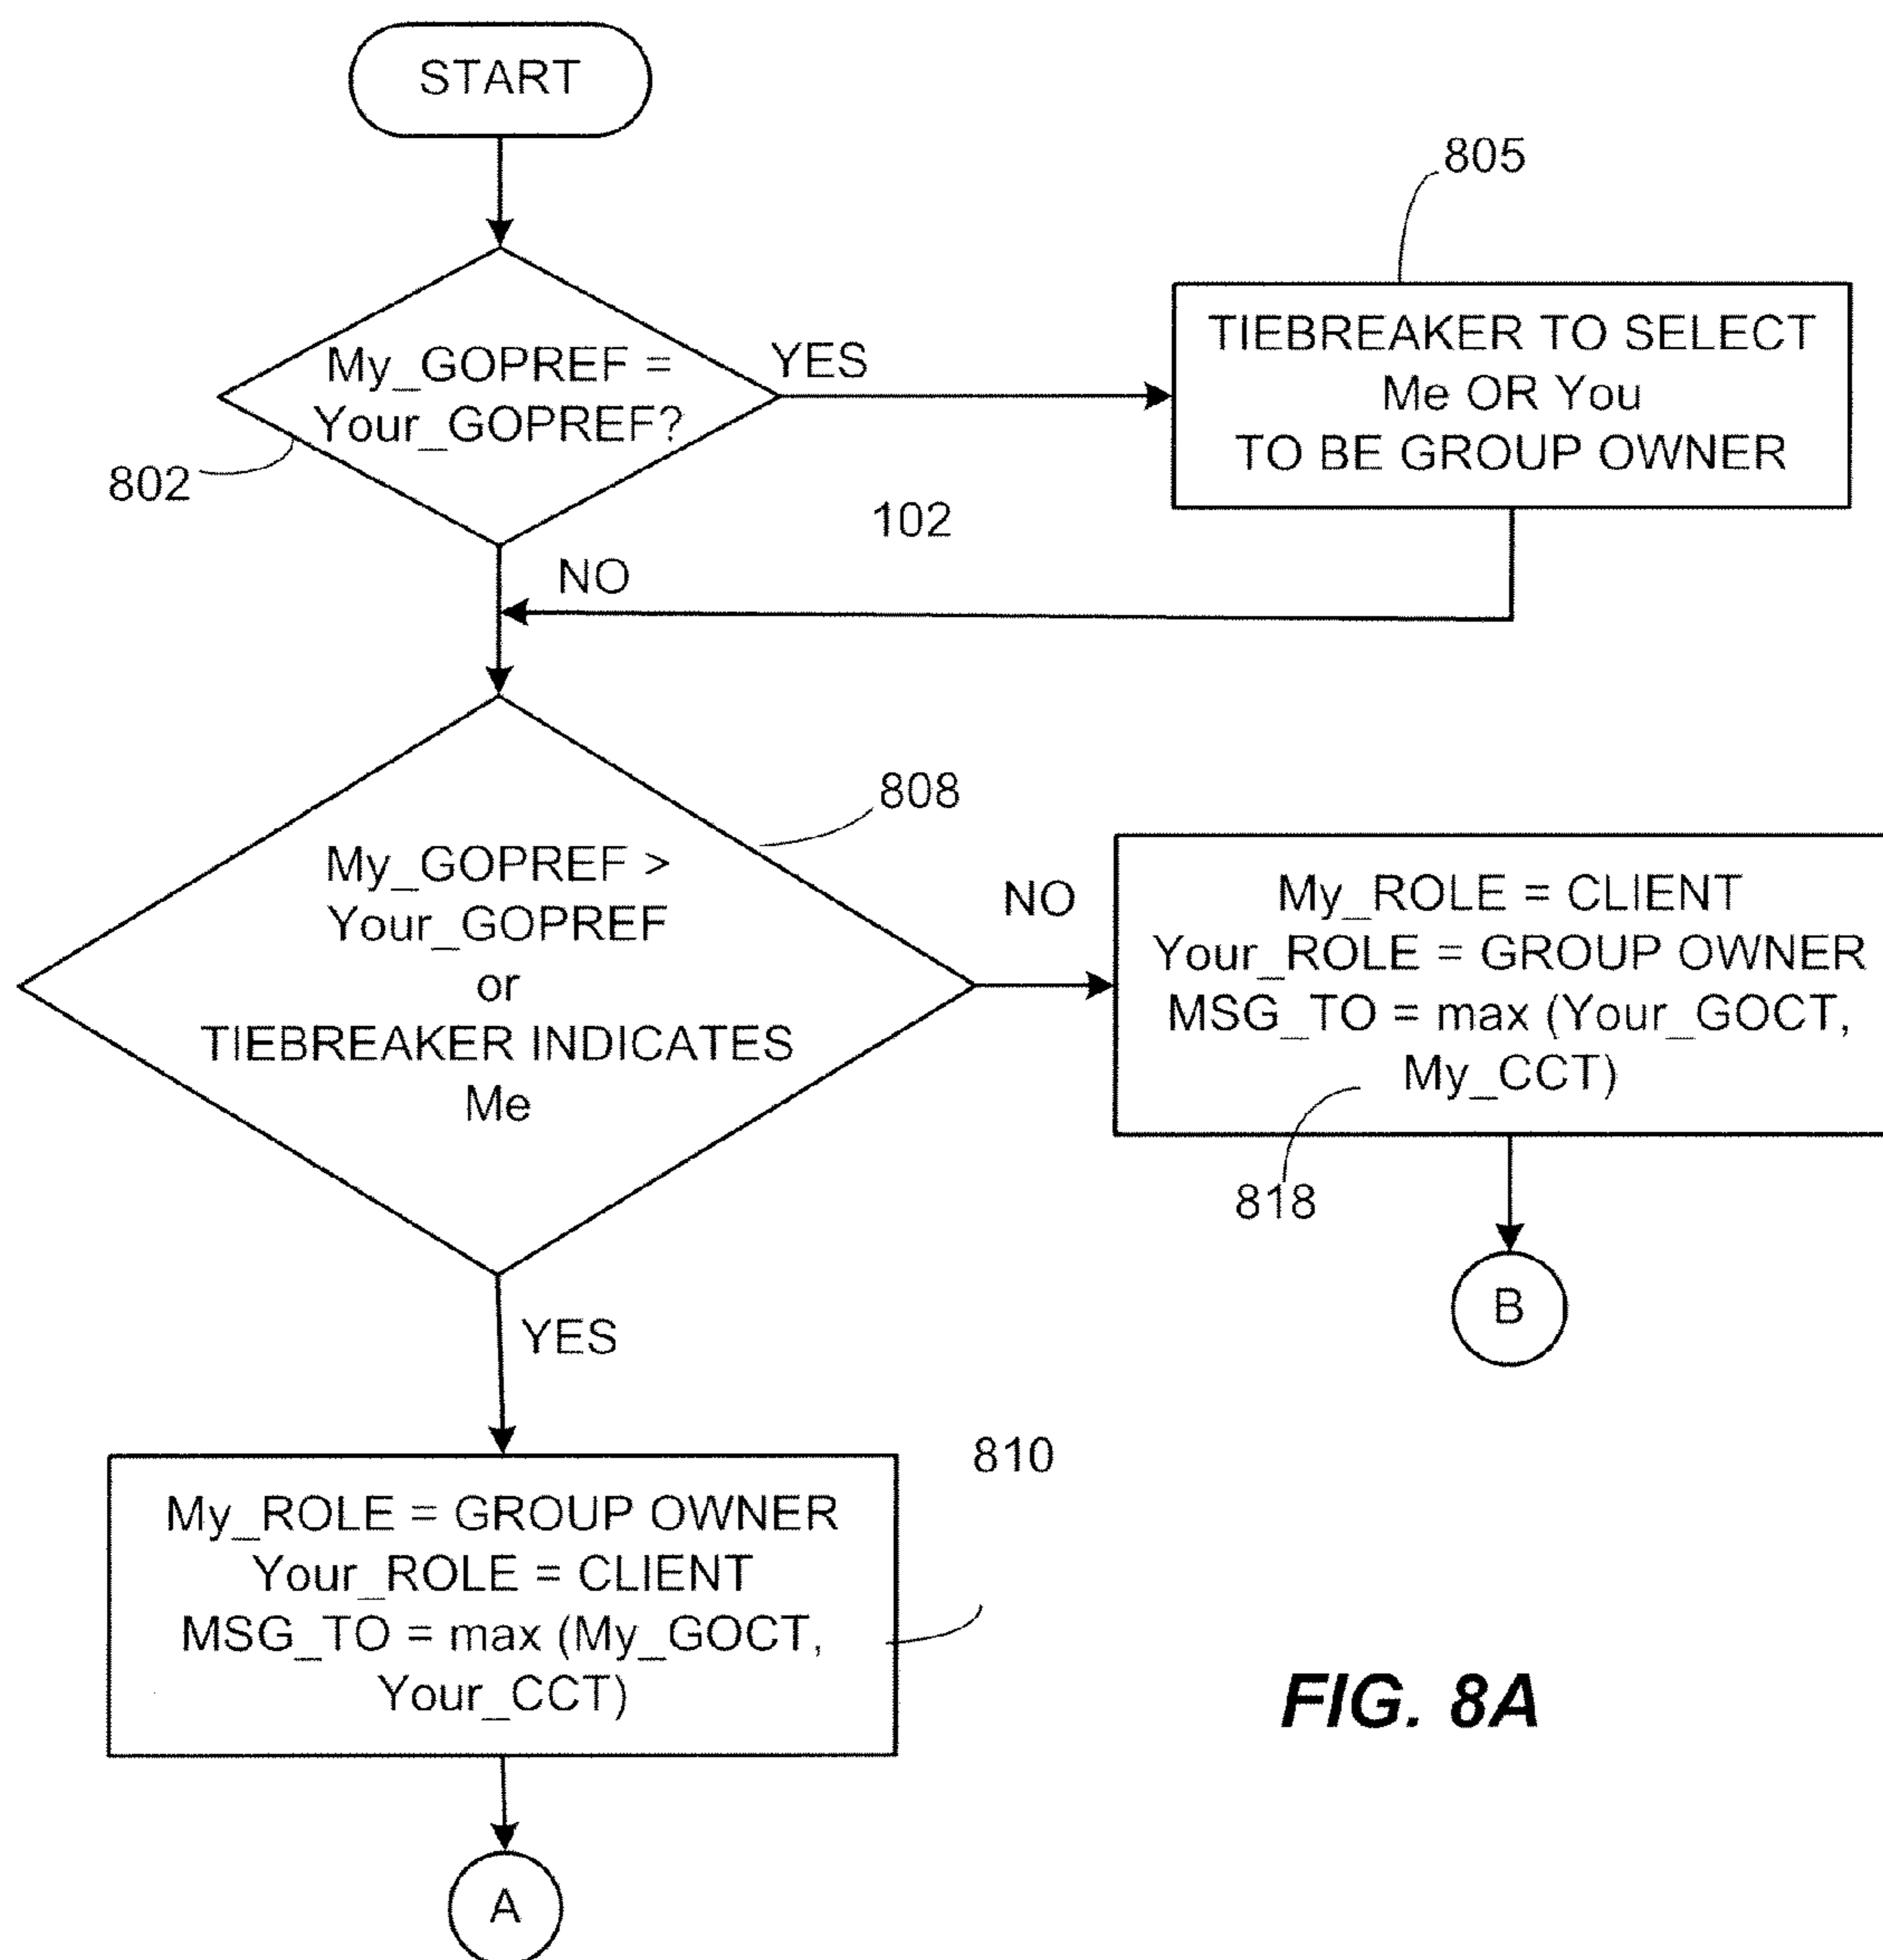 START
805
My_GOPREF =
Your_GOPREF?
YES
TIEBREAKER TO SELECT
Me OR You
TO BE GROUP OWNER
802
102
NO
808
My_GOPREF >
Your_GOPREF
or
TIEBREAKER INDICATES
Me
NO
My_ROLE = CLIENT
Your_ROLE = GROUP OWNER
MSG_TO = max (Your_GOCT,
My_CCT)
818
B
YES
810
My_ROLE = GROUP OWNER
Your_ROLE = CLIENT
MSG_TO = max (My_GOCT,
Your_CCT)
FIG. 8A
A